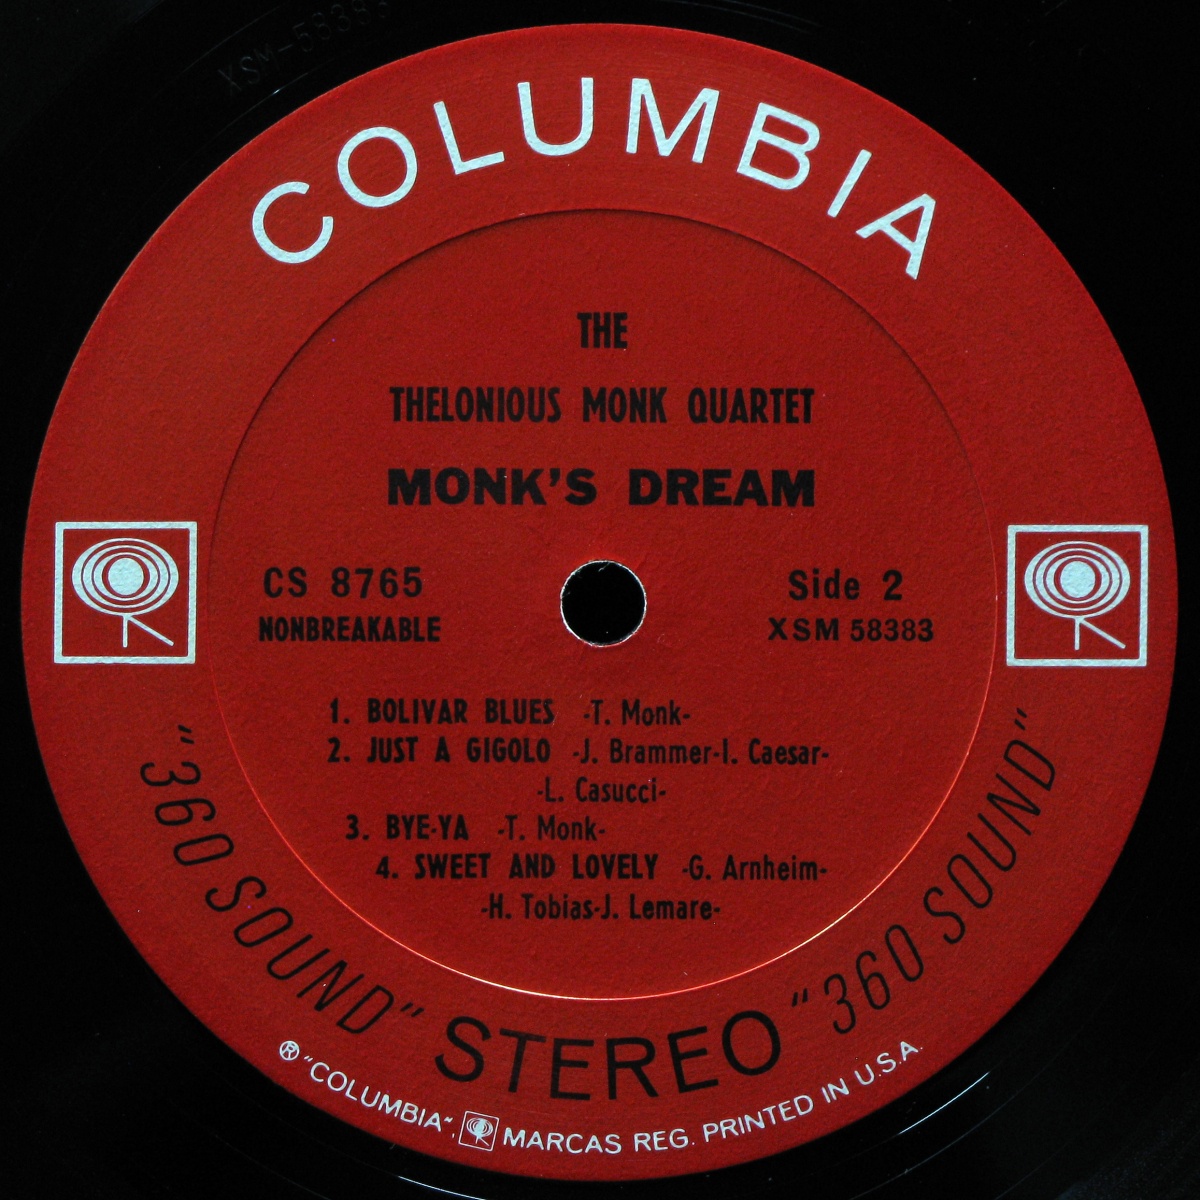 XSM-58383
COLUMBIA
THE
THELONIOUS MONK QUARTET
MONK'S DREAM
CS 8765
NONBREAKABLE
Side 2
XSM 58383
1. BOLIVAR BLUES -T. Monk-
2. JUST A GIGOLO -J. Brammer-I. Caesar-
-L. Casucci-
3. BYE-YA -T. Monk-
4. SWEET AND LOVELY -G. Arnheim-
-H. Tobias-J. Lemare-
"360 SOUND" STEREO "360 SOUND"
® "COLUMBIA", MARCAS REG. PRINTED IN U.S.A.